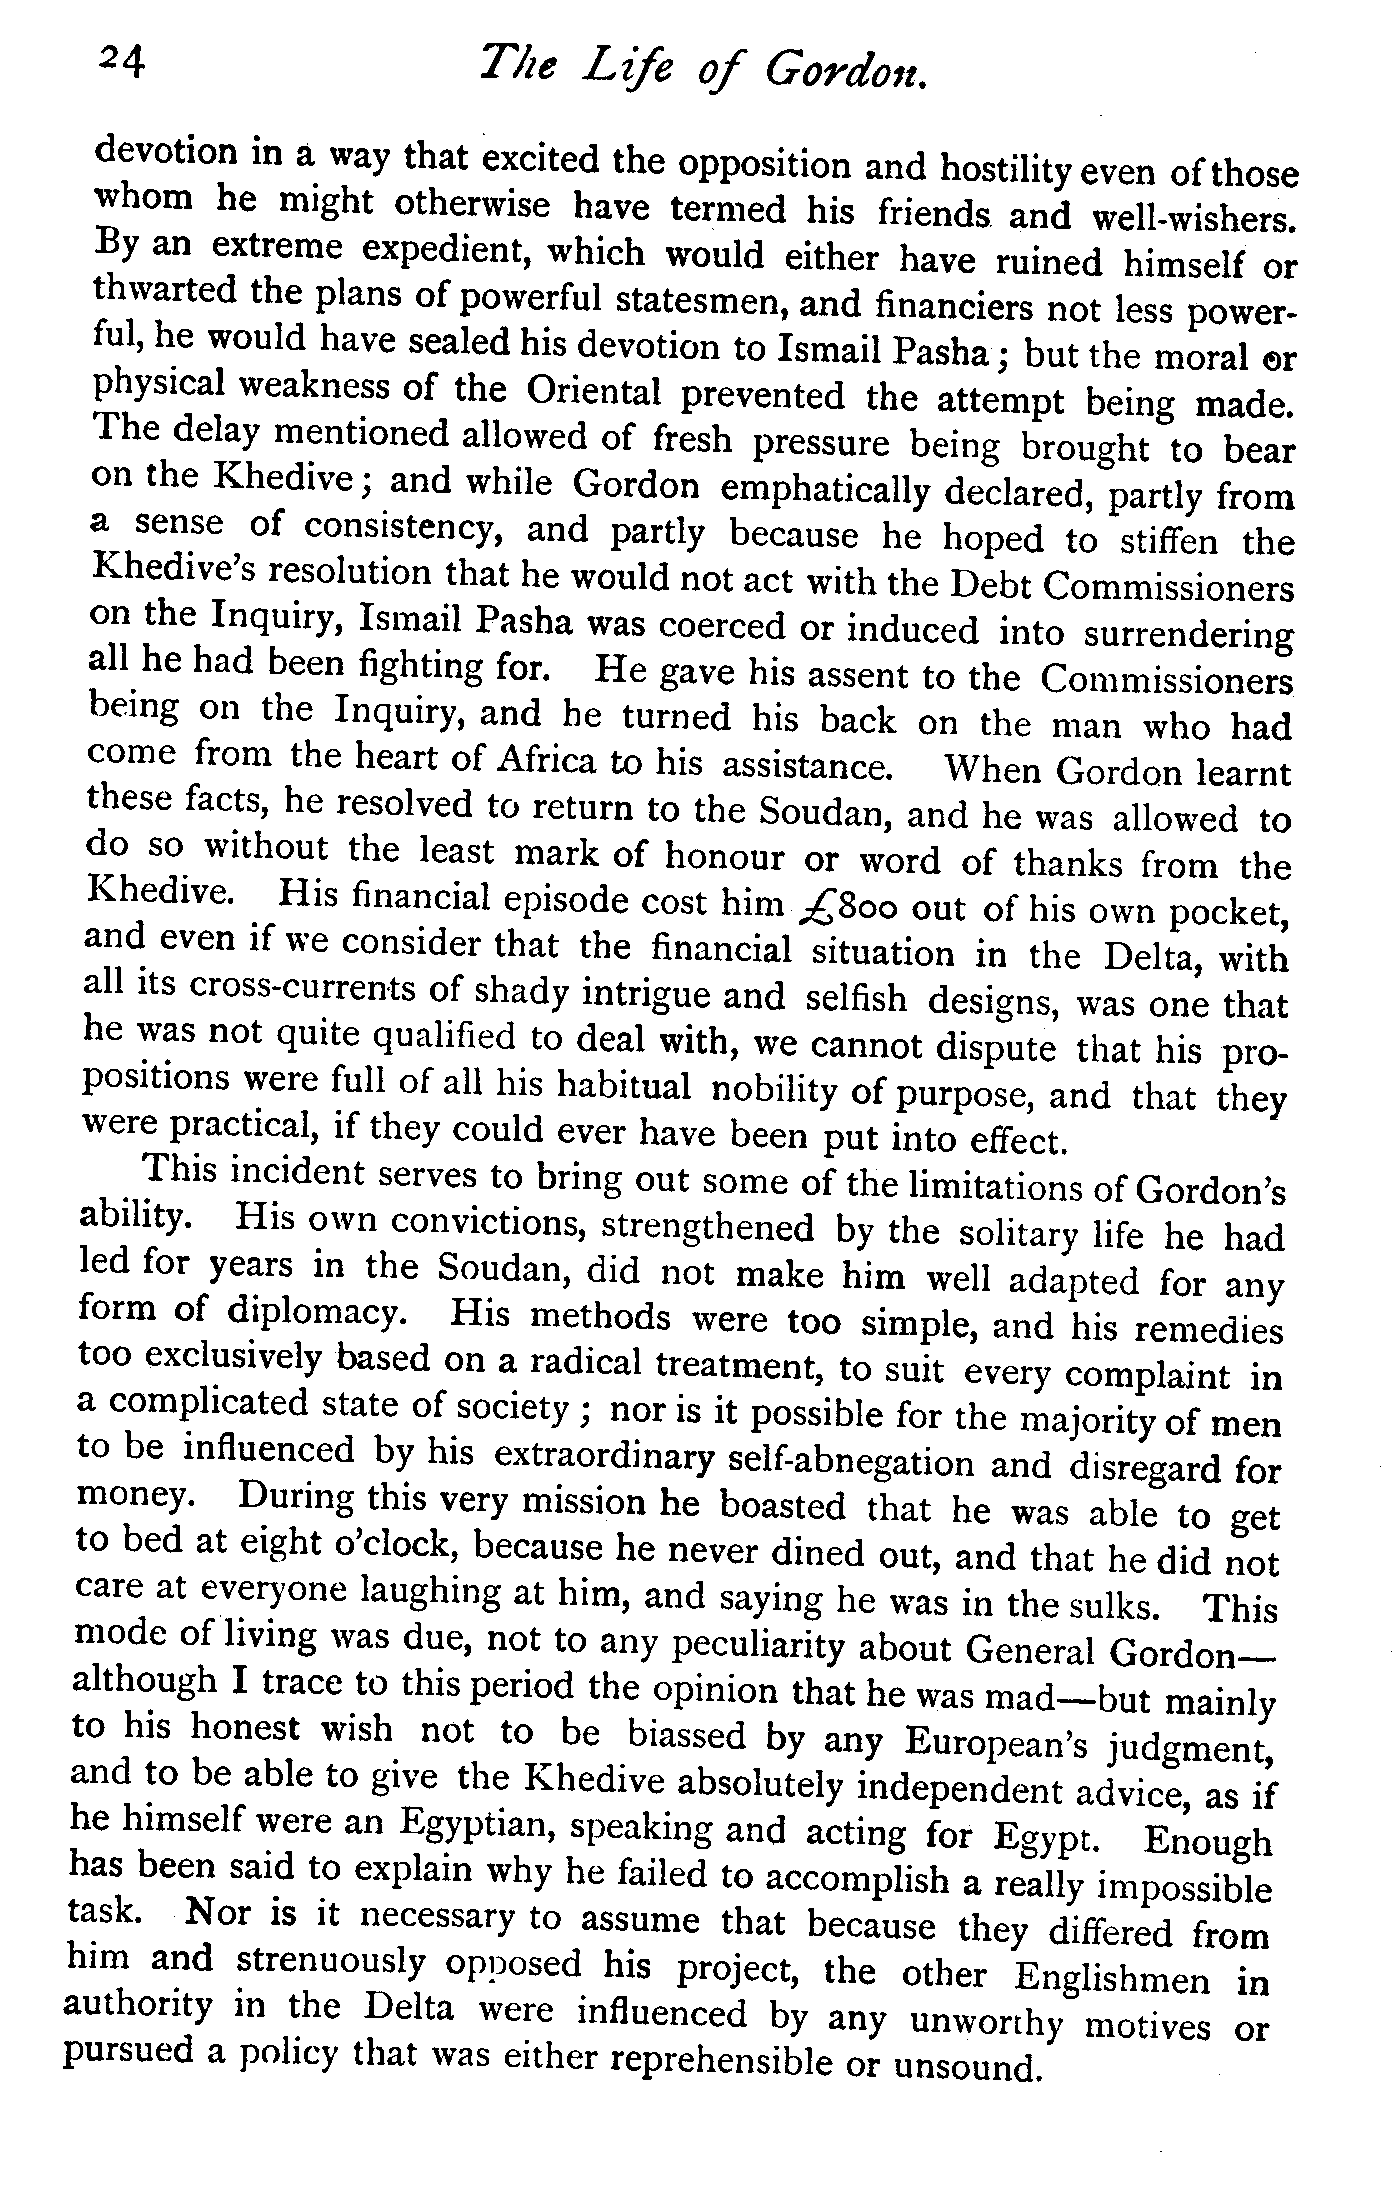 24 The Life of Gordon.
devotion in a way that excited the opposition and hostility even of those
whom he might otherwise have termed his friends and well-wishers.
By an extreme expedient, which would either have ruined himself or
thwarted the plans of powerful statesmen, and financiers not less power-
ful, he would have sealed his devotion to Ismail Pasha; but the moral or
physical weakness of the Oriental prevented the attempt being made.
The delay mentioned allowed of fresh pressure being brought to bear
on the Khedive; and while Gordon emphatically declared, partly from
a sense of consistency, and partly because he hoped to stiffen the
Khedive's resolution that he would not act with the Debt Commissioners
on the Inquiry, Ismail Pasha was coerced or induced into surrendering
all he had been fighting for. He gave his assent to the Commissioners
being on the Inquiry, and he turned his back on the man who had
come from the heart of Africa to his assistance. When Gordon learnt
these facts, he resolved to return to the Soudan, and he was allowed to
do so without the least mark of honour or word of thanks from the
Khedive. His financial episode cost him £800 out of his own pocket,
and even if we consider that the financial situation in the Delta, with
all its cross-currents of shady intrigue and selfish designs, was one that
he was not quite qualified to deal with, we cannot dispute that his pro-
positions were full of all his habitual nobility of purpose, and that they
were practical, if they could ever have been put into effect.
This incident serves to bring out some of the limitations of Gordon's
ability. His own convictions, strengthened by the solitary life he had
led for years in the Soudan, did not make him well adapted for any
form of diplomacy. His methods were too simple, and his remedies
too exclusively based on a radical treatment, to suit every complaint in
a complicated state of society; nor is it possible for the majority of men
to be influenced by his extraordinary self-abnegation and disregard for
money. During this very mission he boasted that he was able to get
to bed at eight o'clock, because he never dined out, and that he did not
care at everyone laughing at him, and saying he was in the sulks. This
mode of living was due, not to any peculiarity about General Gordon—
although I trace to this period the opinion that he was mad—but mainly
to his honest wish not to be biassed by any European's judgment,
and to be able to give the Khedive absolutely independent advice, as if
he himself were an Egyptian, speaking and acting for Egypt. Enough
has been said to explain why he failed to accomplish a really impossible
task. Nor is it necessary to assume that because they differed from
him and strenuously opposed his project, the other Englishmen in
authority in the Delta were influenced by any unworthy motives or
pursued a policy that was either reprehensible or unsound.